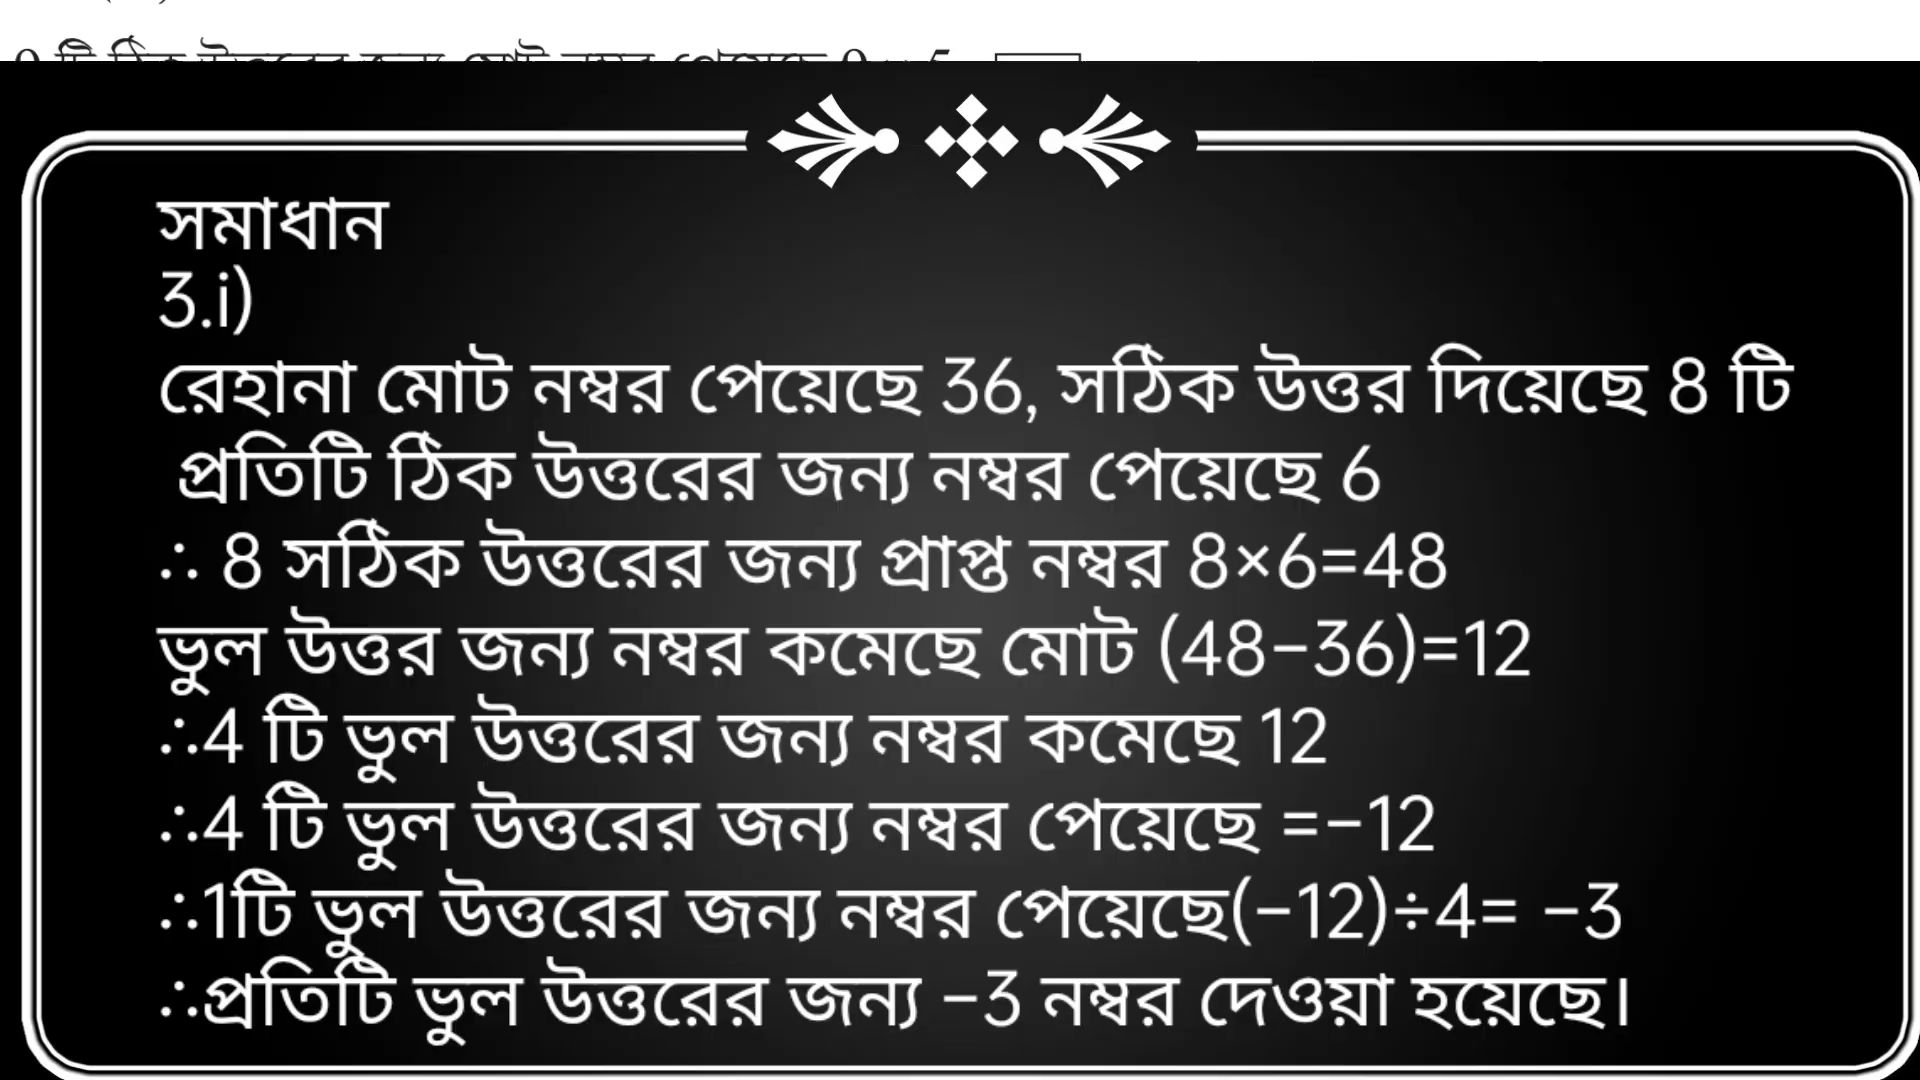 সমাধান
3.i)
রেহানা মোট নম্বর পেয়েছে 36, সঠিক উত্তর দিয়েছে 8 টি
প্রতিটি ঠিক উত্তরের জন্য নম্বর পেয়েছে 6
∴ 8 সঠিক উত্তরের জন্য প্রাপ্ত নম্বর 8×6=48
ভুল উত্তর জন্য নম্বর কমেছে মোট (48−36)=12
∴4 টি ভুল উত্তরের জন্য নম্বর কমেছে 12
∴4 টি ভুল উত্তরের জন্য নম্বর পেয়েছে =−12
∴1টি ভুল উত্তরের জন্য নম্বর পেয়েছে(−12)÷4= −3
∴প্রতিটি ভুল উত্তরের জন্য −3 নম্বর দেওয়া হয়েছে।